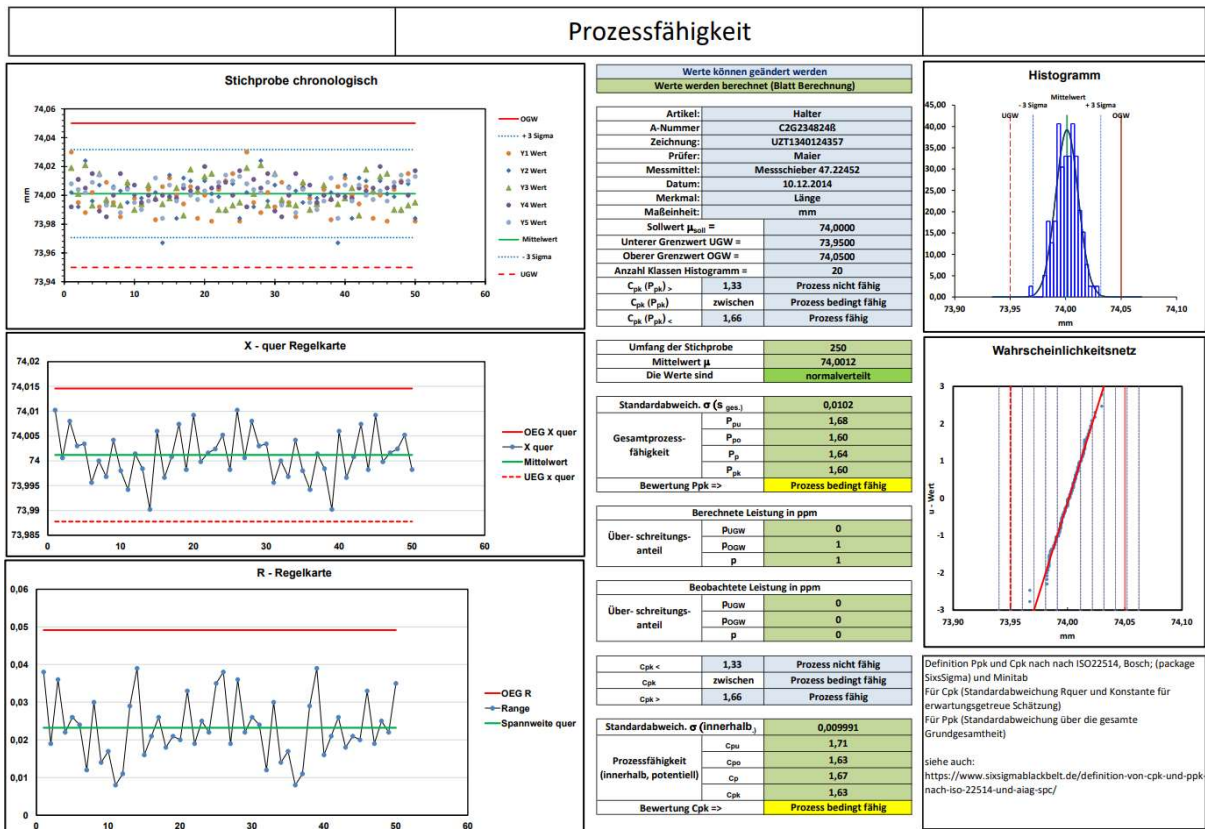 Prozessfähigkeit
Stichprobe chronologisch
74,06
74,04
74,02
74,00
73,98
73,96
73,94
mm
0 10 20 30 40 50 60
OGW
+ 3 Sigma
Y1 Wert
Y2 Wert
Y3 Wert
Y4 Wert
Y5 Wert
Mittelwert
- 3 Sigma
UGW
X - quer Regelkarte
74,02
74,015
74,01
74,005
74
73,995
73,99
73,985
0 10 20 30 40 50 60
OEG X quer
X quer
Mittelwert
UEG x quer
R - Regelkarte
0,06
0,05
0,04
0,03
0,02
0,01
0
0 10 20 30 40 50 60
OEG R
Range
Spannweite quer
Werte können geändert werden
Werte werden berechnet (Blatt Berechnung)
Artikel: Halter
A-Nummer C2G234824ß
Zeichnung: UZT1340124357
Prüfer: Maier
Messmittel: Messschieber 47.22452
Datum: 10.12.2014
Merkmal: Länge
Maßeinheit: mm
Sollwert μsoll = 74,0000
Unterer Grenzwert UGW = 73,9500
Oberer Grenzwert OGW = 74,0500
Anzahl Klassen Histogramm = 20
Cpk (Ppk) > 1,33 Prozess nicht fähig
Cpk (Ppk) zwischen Prozess bedingt fähig
Cpk (Ppk) < 1,66 Prozess fähig
Umfang der Stichprobe 250
Mittelwert μ 74,0012
Die Werte sind normalverteilt
Standardabweich. σ (s ges.) 0,0102
Gesamtprozess-
fähigkeit
Ppu 1,68
Ppo 1,60
Pp 1,64
Ppk 1,60
Bewertung Ppk => Prozess bedingt fähig
Berechnete Leistung in ppm
Über- schreitungs-
anteil
pUGW 0
pOGW 1
p 1
Beobachtete Leistung in ppm
Über- schreitungs-
anteil
pUGW 0
pOGW 0
p 0
Cpk < 1,33 Prozess nicht fähig
Cpk zwischen Prozess bedingt fähig
Cpk > 1,66 Prozess fähig
Standardabweich. σ (innerhalb.) 0,009991
Prozessfähigkeit
(innerhalb, potentiell)
Cpu 1,71
Cpo 1,63
Cp 1,67
Cpk 1,63
Bewertung Cpk => Prozess bedingt fähig
Histogramm
Mittelwert
- 3 Sigma + 3 Sigma
UGW OGW
45,00
40,00
35,00
30,00
25,00
20,00
15,00
10,00
5,00
0,00
73,90 73,95 74,00 74,05 74,10
mm
Wahrscheinlichkeitsnetz
3
2
1
0
-1
-2
-3
u - Wert
73,90 73,95 74,00 74,05 74,10
mm
Definition Ppk und Cpk nach nach ISO22514, Bosch; (package
SixsSigma) und Minitab
Für Cpk (Standardabweichung Rquer und Konstante für
erwartungsgetreue Schätzung)
Für Ppk (Standardabweichung über die gesamte
Grundgesamtheit)
siehe auch:
https://www.sixsigmablackbelt.de/definition-von-cpk-und-ppk-
nach-iso-22514-und-aiag-spc/